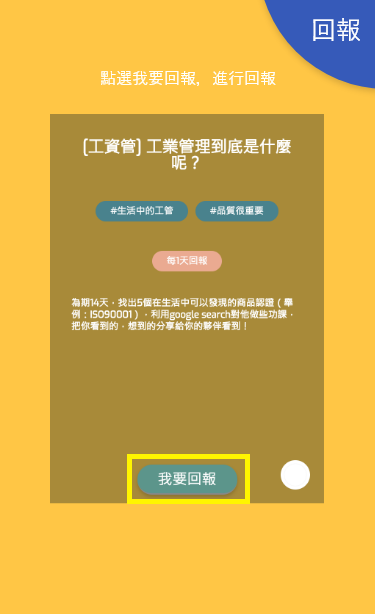 回報
點選我要回報，進行回報
[工資管] 工業管理到底是什麼
呢？
#生活中的工管
#品質很重要
每1天回報
為期14天，找出5個在生活中可以發現的商品認證（舉
例：ISO90001），利用google search對他做些功課，
把你看到的，想到的分享給你的夥伴看到！
我要回報